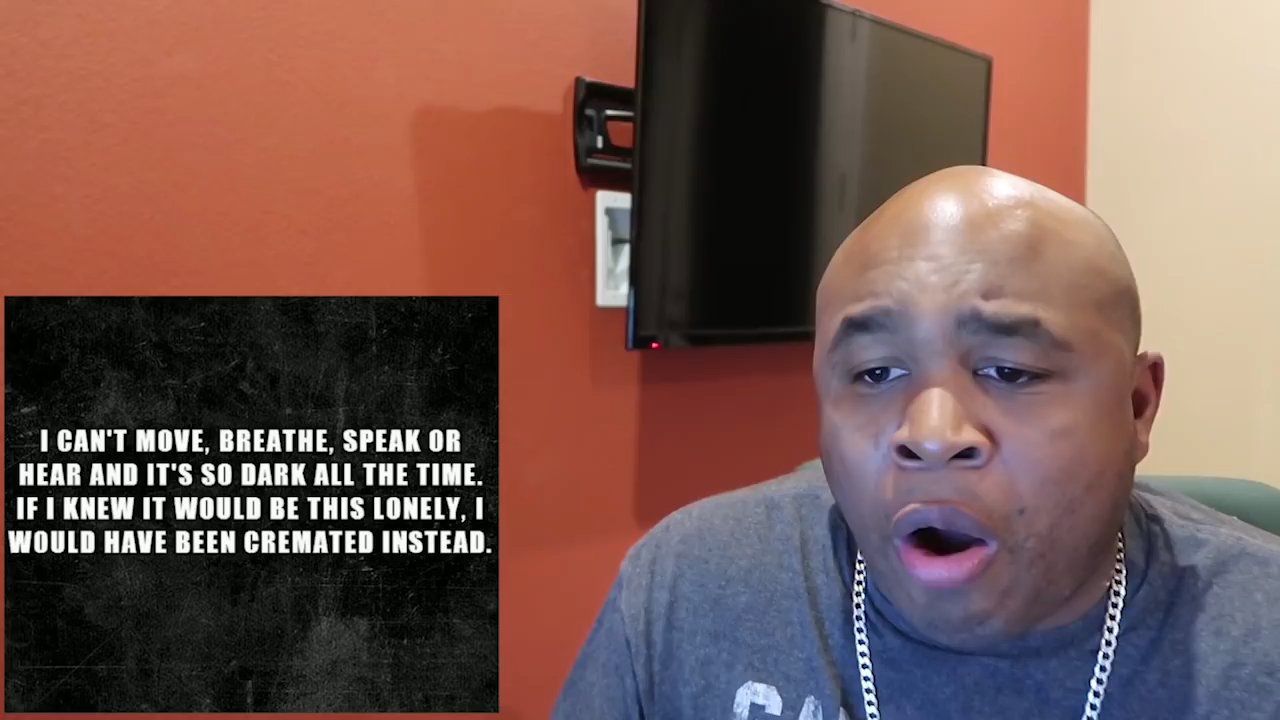 I CAN'T MOVE, BREATHE, SPEAK OR
HEAR AND IT'S SO DARK ALL THE TIME.
IF I KNEW IT WOULD BE THIS LONELY, I
WOULD HAVE BEEN CREMATED INSTEAD.